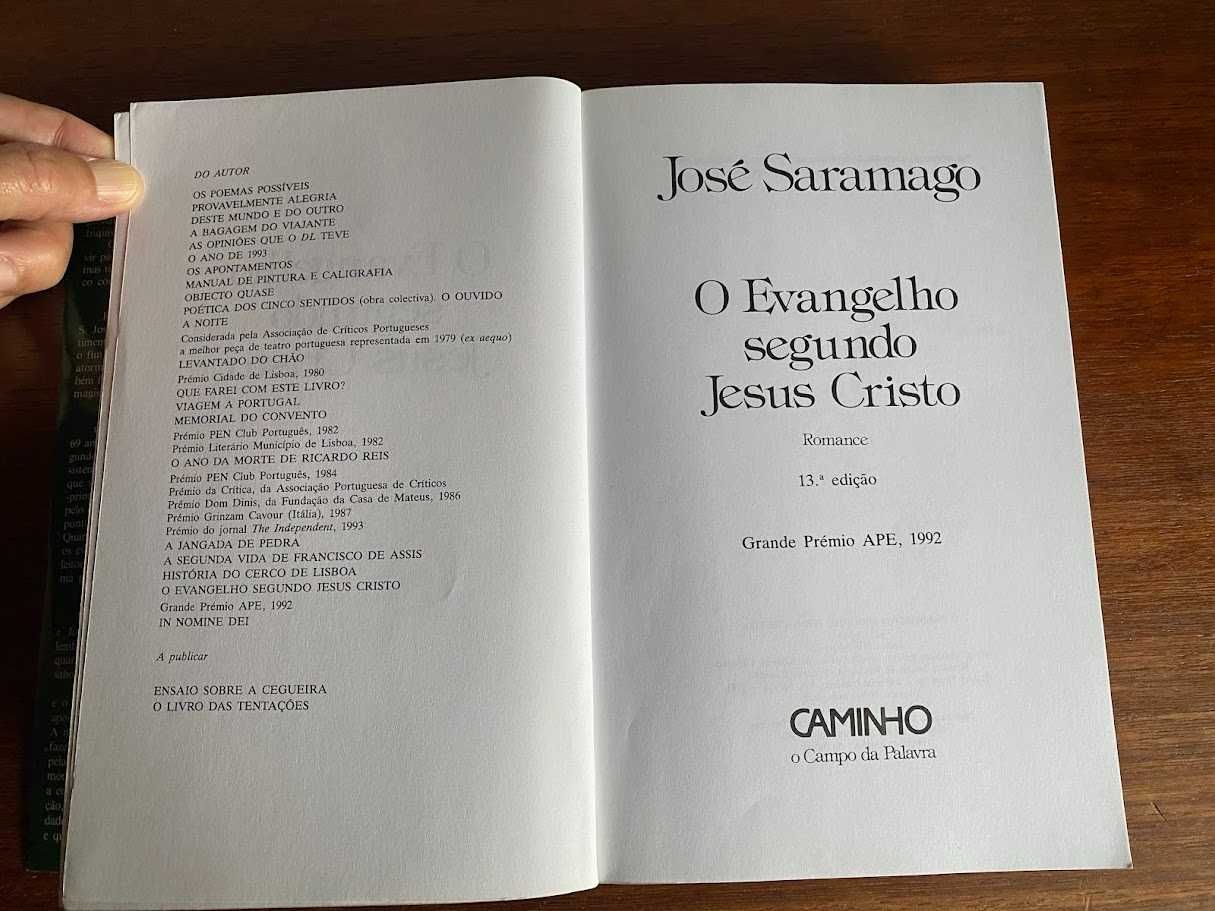 DO AUTOR
OS POEMAS POSSÍVEIS
PROVAVELMENTE ALEGRIA
DESTE MUNDO E DO OUTRO
A BAGAGEM DO VIAJANTE
AS OPINIÕES QUE O DL TEVE
O ANO DE 1993
OS APONTAMENTOS
MANUAL DE PINTURA E CALIGRAFIA
OBJECTO QUASE
POÉTICA DOS CINCO SENTIDOS (obra colectiva). O OUVIDO
A NOITE
Considerada pela Associação de Críticos Portugueses
a melhor peça de teatro portuguesa representada em 1979 (ex aequo)
LEVANTADO DO CHÃO
Prémio Cidade de Lisboa, 1980
QUE FAREI COM ESTE LIVRO?
VIAGEM A PORTUGAL
MEMORIAL DO CONVENTO
Prémio PEN Club Português, 1982
Prémio Literário Município de Lisboa, 1982
O ANO DA MORTE DE RICARDO REIS
Prémio PEN Club Português, 1984
Prémio da Crítica, da Associação Portuguesa de Críticos
Prémio Dom Dinis, da Fundação da Casa de Mateus, 1986
Prémio Grinzam Cavour (Itália), 1987
Prémio do jornal The Independent, 1993
A JANGADA DE PEDRA
A SEGUNDA VIDA DE FRANCISCO DE ASSIS
HISTÓRIA DO CERCO DE LISBOA
O EVANGELHO SEGUNDO JESUS CRISTO
Grande Prémio APE, 1992
IN NOMINE DEI
A publicar
ENSAIO SOBRE A CEGUEIRA
O LIVRO DAS TENTAÇÕES
José Saramago
O Evangelho
segundo
Jesus Cristo
Romance
13.ª edição
Grande Prémio APE, 1992
CAMINHO
o Campo da Palavra